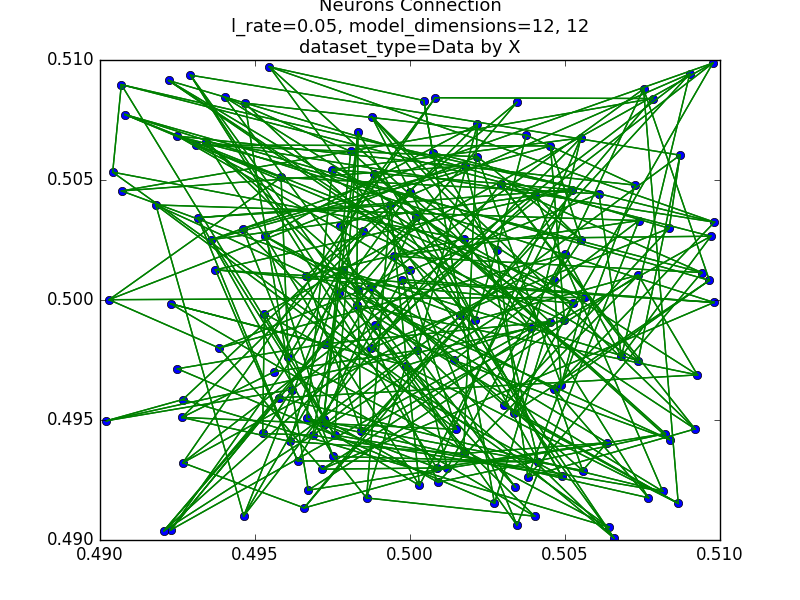 Neurons Connection
l_rate=0.05, model_dimensions=12, 12
dataset_type=Data by X
0.510
0.505
0.500
0.495
0.490
0.490 0.495 0.500 0.505 0.510